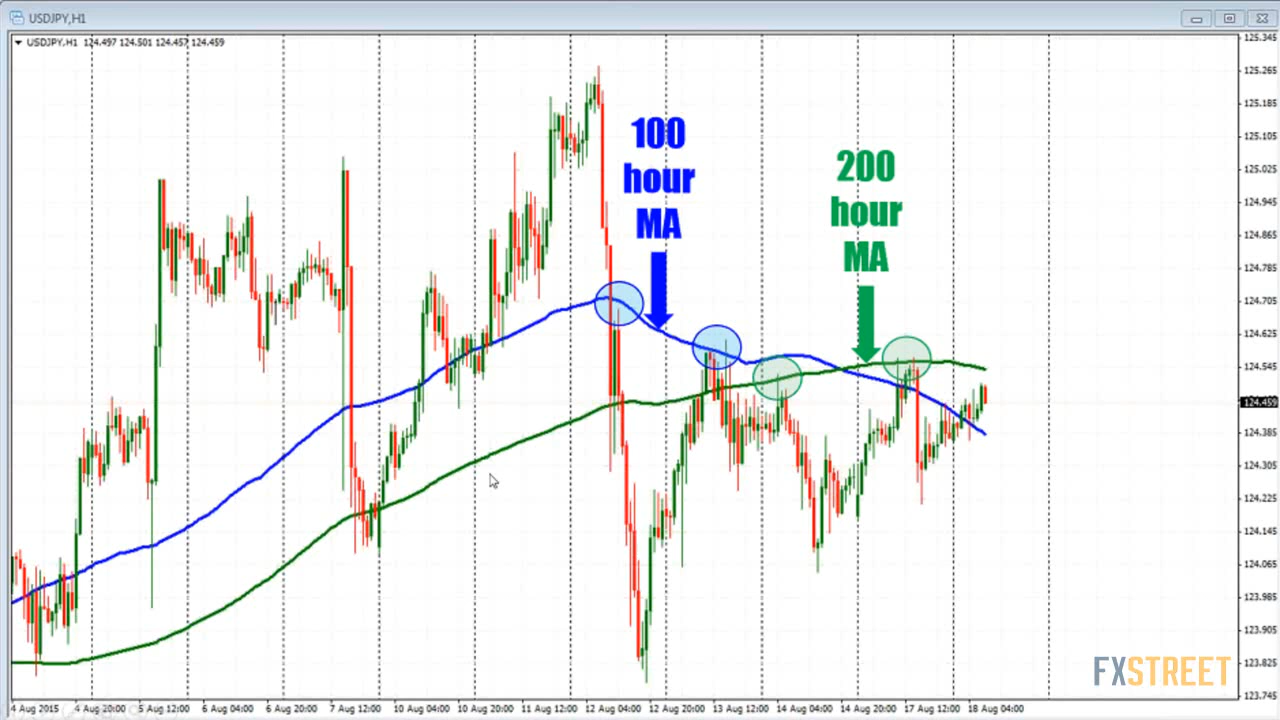 USDJPY,H1
USDJPY,H1 124.497 124.501 124.457 124.459
125.345
125.265
125.185
125.105
125.025
124.945
124.865
124.785
124.705
124.625
124.545
124.459
124.385
124.305
124.225
124.145
124.065
123.985
123.905
123.825
123.745
100
hour
MA
200
hour
MA
FXSTREET
4 Aug 2015
4 Aug 20:00
5 Aug 12:00
6 Aug 04:00
6 Aug 20:00
7 Aug 12:00
10 Aug 04:00
10 Aug 20:00
11 Aug 12:00
12 Aug 04:00
12 Aug 20:00
13 Aug 12:00
14 Aug 04:00
14 Aug 20:00
17 Aug 12:00
18 Aug 04:00